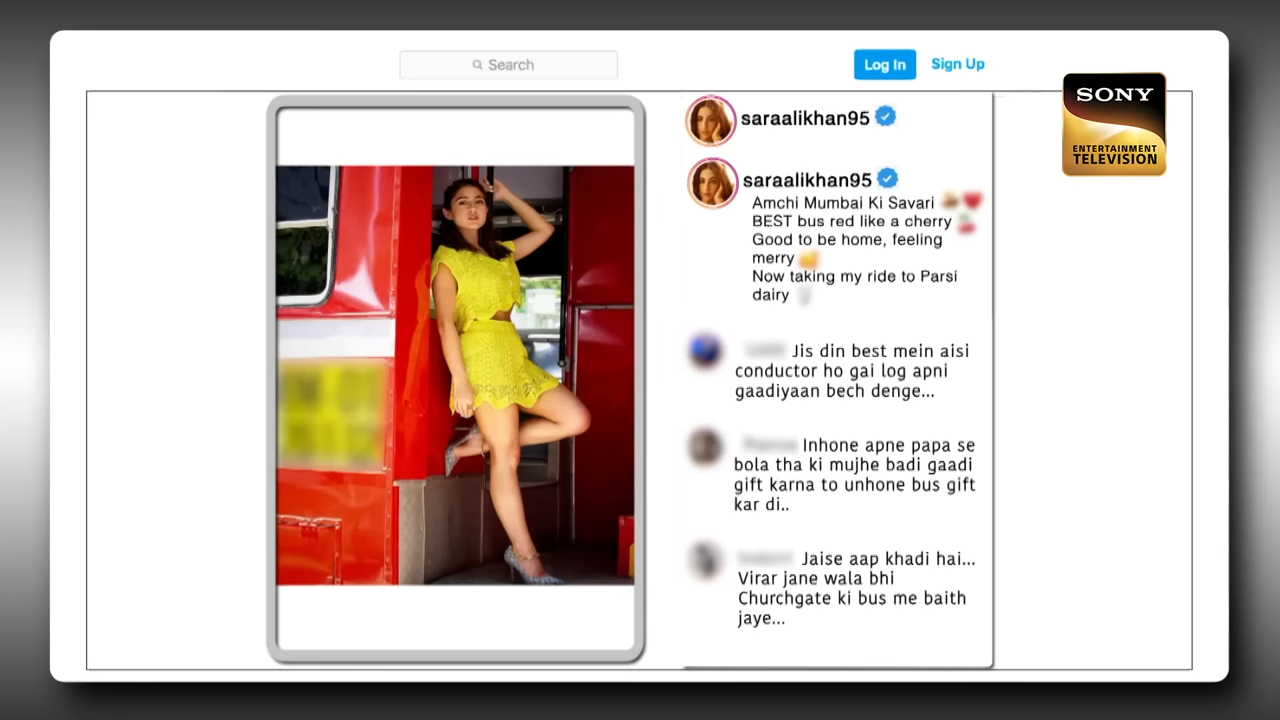 Search
Log In
Sign Up
SONY
ENTERTAINMENT
TELEVISION
saraalikhan95
saraalikhan95
Amchi Mumbai Ki Savari
BEST bus red like a cherry
Good to be home, feeling
merry
Now taking my ride to Parsi
dairy
Jis din best mein aisi
conductor ho gai log apni
gaadiyaan bech denge...
Inhone apne papa se
bola tha ki mujhe badi gaadi
gift karna to unhone bus gift
kar di..
Jaise aap khadi hai...
Virar jane wala bhi
Churchgate ki bus me baith
jaye...